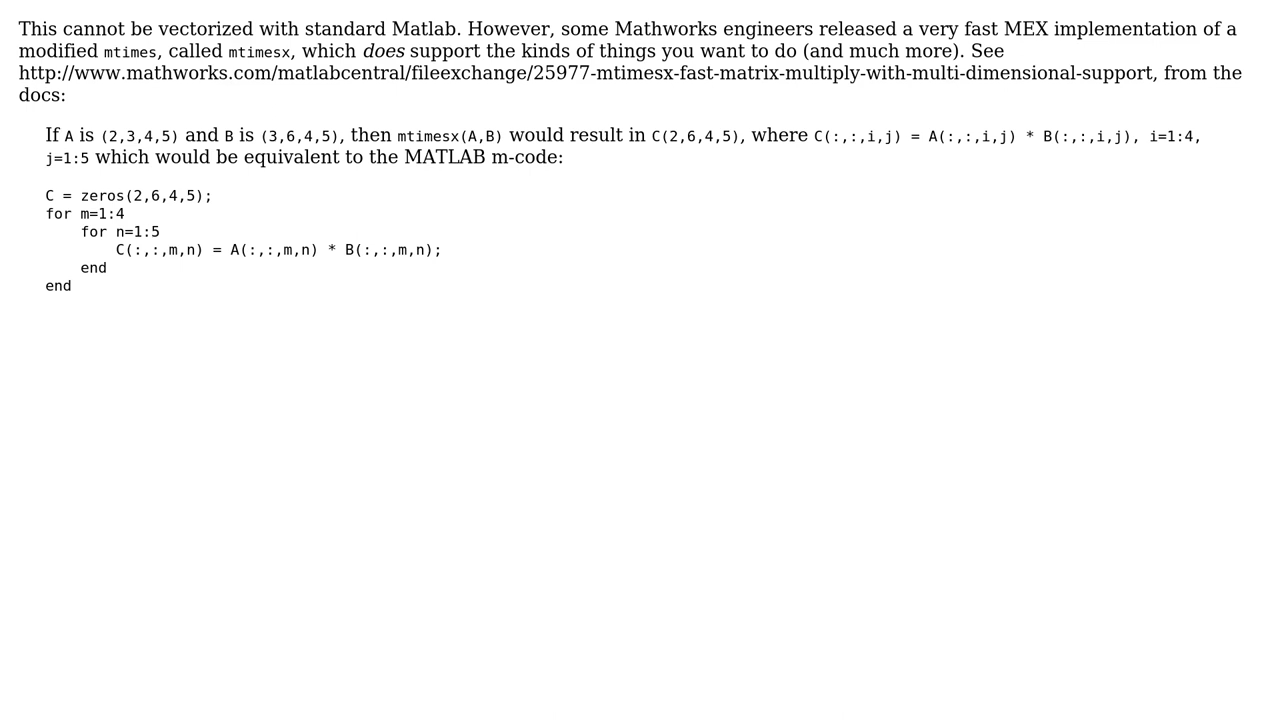 This cannot be vectorized with standard Matlab. However, some Mathworks engineers released a very fast MEX implementation of a
modified mtimes, called mtimesx, which does support the kinds of things you want to do (and much more). See
http://www.mathworks.com/matlabcentral/fileexchange/25977-mtimesx-fast-matrix-multiply-with-multi-dimensional-support, from the
docs:
If A is (2,3,4,5) and B is (3,6,4,5), then mtimesx(A,B) would result in C(2,6,4,5), where C(:,:,i,j) = A(:,:,i,j) * B(:,:,i,j), i=1:4,
j=1:5 which would be equivalent to the MATLAB m-code:
C = zeros(2,6,4,5);
for m=1:4
    for n=1:5
        C(:,:,m,n) = A(:,:,m,n) * B(:,:,m,n);
    end
end